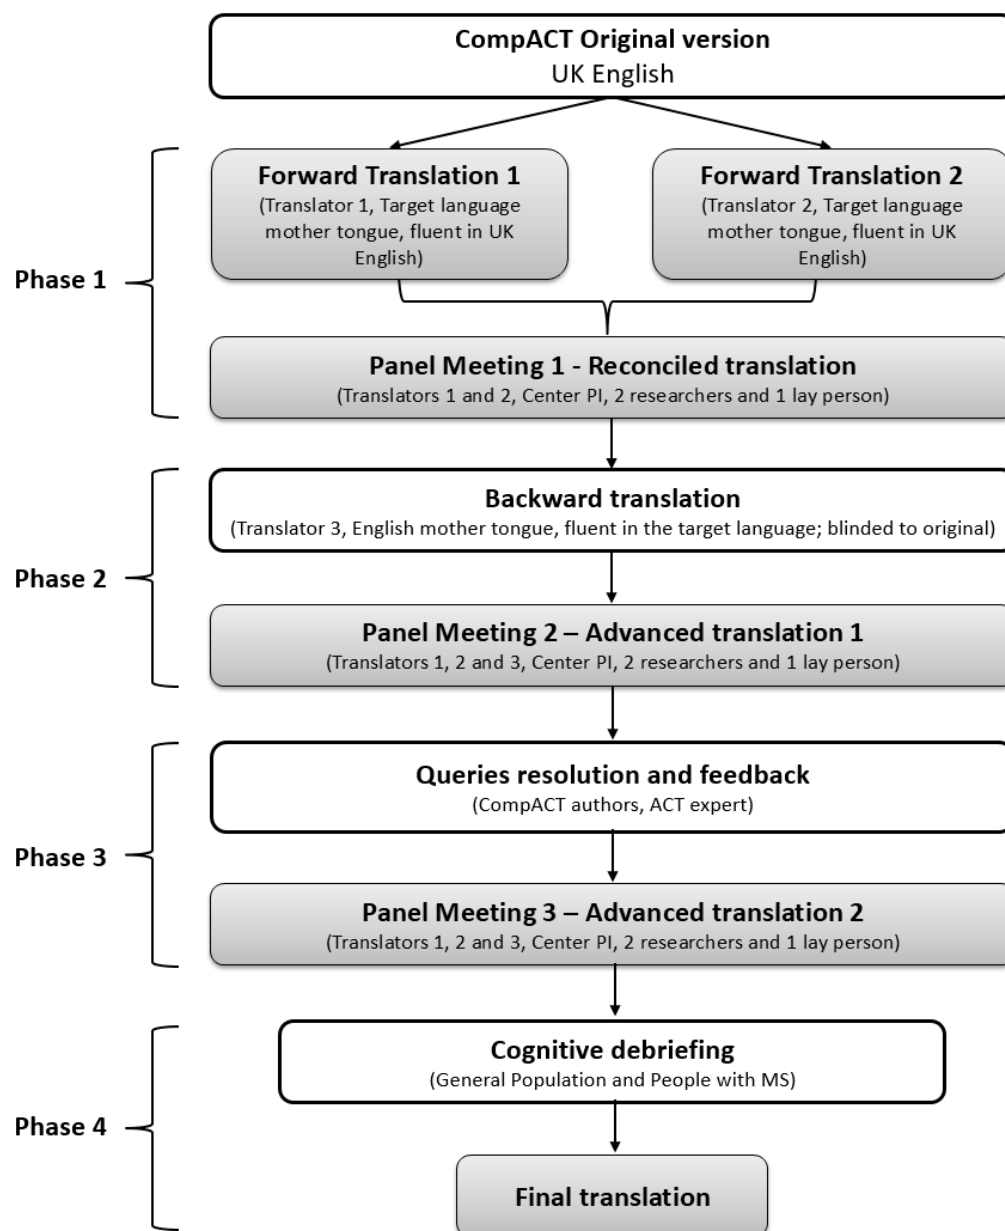 CompACT Original version
UK English
Forward Translation 1
(Translator 1, Target language
mother tongue, fluent in UK
English)
Forward Translation 2
(Translator 2, Target language
mother tongue, fluent in UK
English)
Phase 1
Panel Meeting 1 - Reconciled translation
(Translators 1 and 2, Center PI, 2 researchers and 1 lay person)
Backward translation
(Translator 3, English mother tongue, fluent in the target language; blinded to original)
Phase 2
Panel Meeting 2 – Advanced translation 1
(Translators 1, 2 and 3, Center PI, 2 researchers and 1 lay person)
Queries resolution and feedback
(CompACT authors, ACT expert)
Phase 3
Panel Meeting 3 – Advanced translation 2
(Translators 1, 2 and 3, Center PI, 2 researchers and 1 lay person)
Cognitive debriefing
(General Population and People with MS)
Phase 4
Final translation